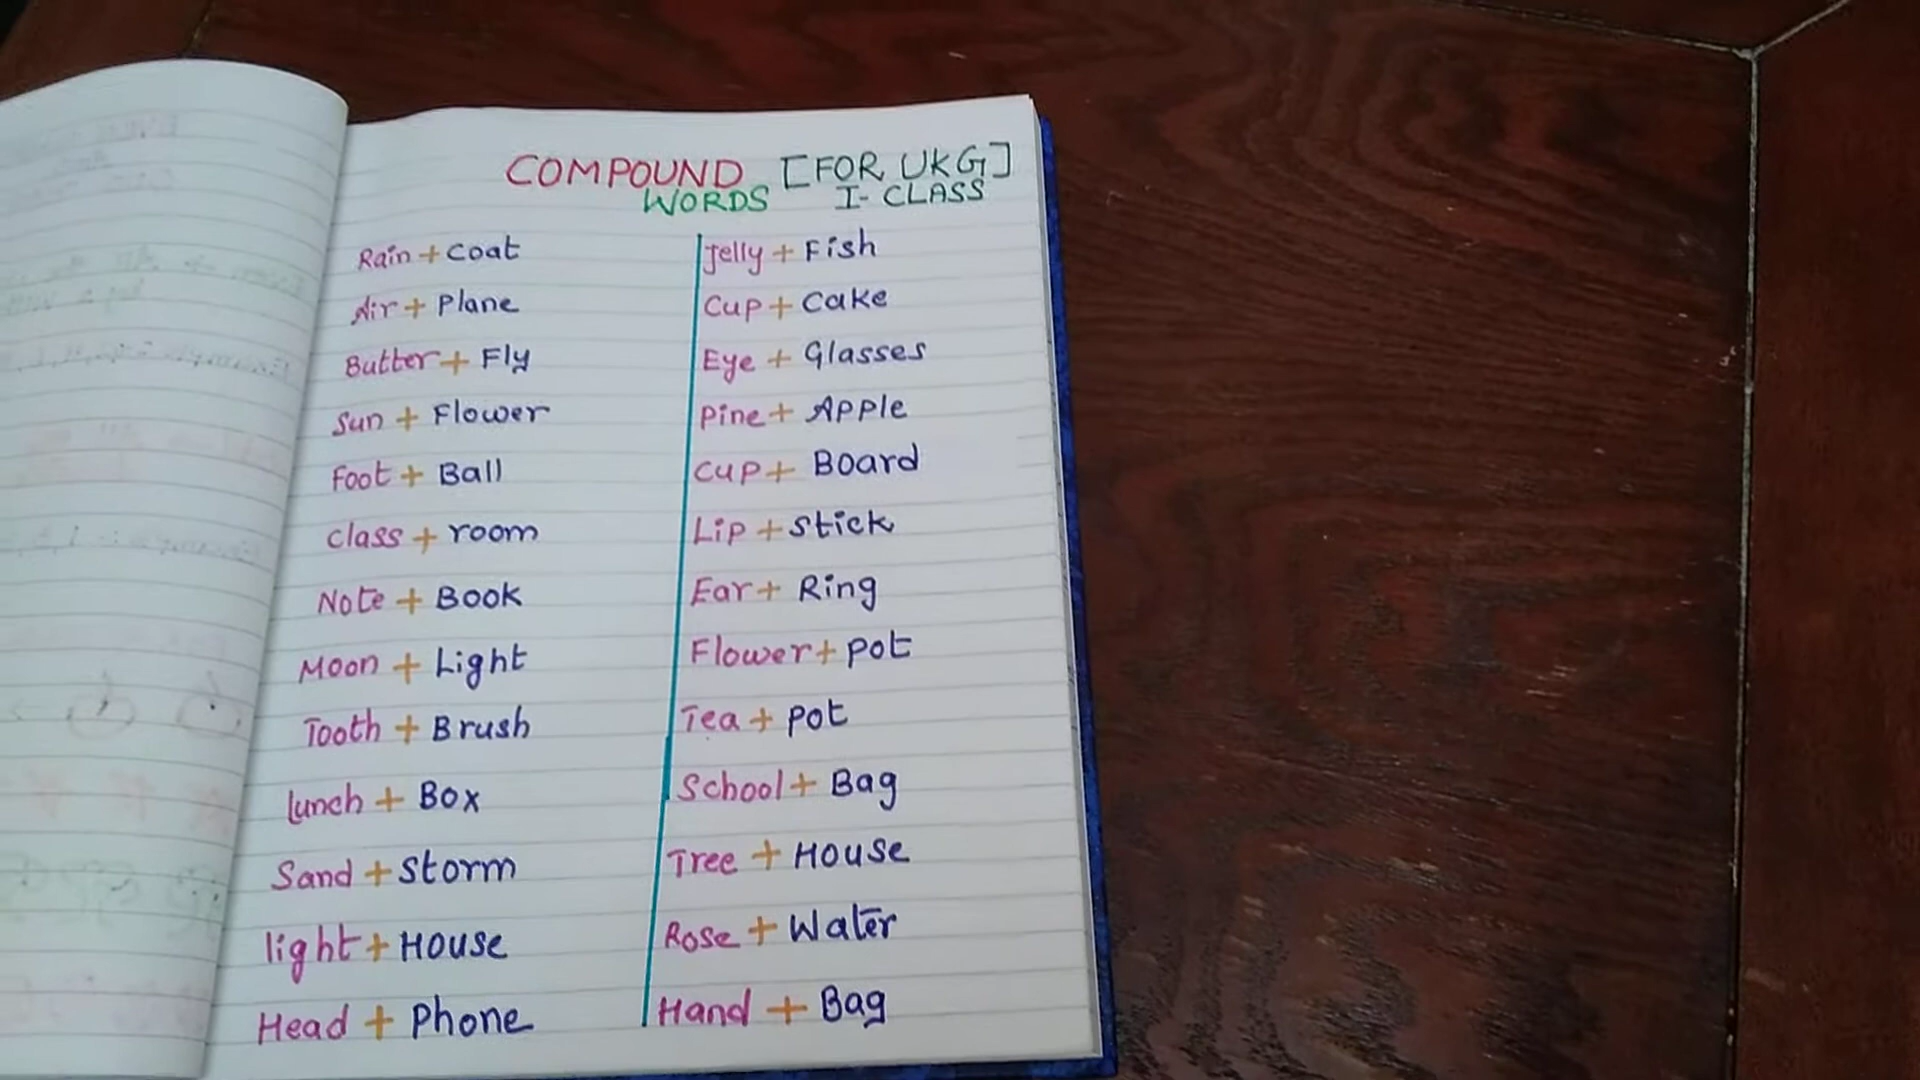 COMPOUND [FOR UKG]
WORDS I- CLASS
Rain + Coat
Air + Plane
Butter + Fly
Sun + Flower
Foot + Ball
class + room
Note + Book
Moon + Light
Tooth + Brush
Lunch + Box
Sand + Storm
light + House
Head + Phone
Jelly + Fish
Cup + Cake
Eye + Glasses
Pine + Apple
Cup + Board
Lip + Stick
Ear + Ring
Flower + pot
Tea + pot
School + Bag
Tree + House
Rose + Water
Hand + Bag